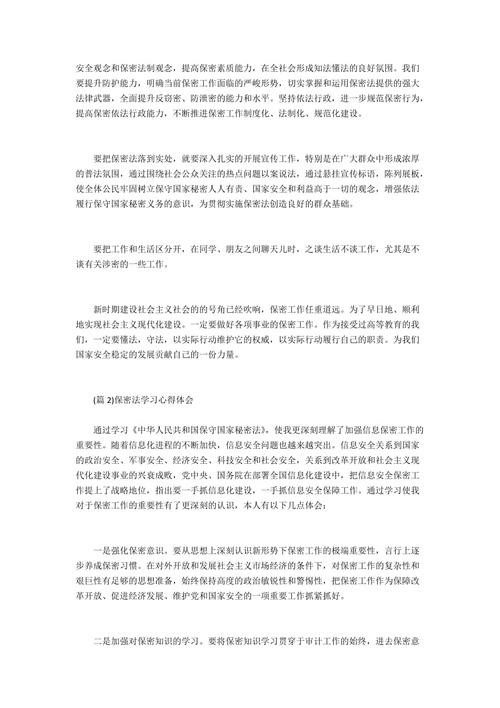 安全观念和保密法制观念，提高保密素质能力，在全社会形成知法懂法的良好氛围。我们
要提升防护能力，明确当前保密工作面临的严峻形势，切实掌握和运用保密法提供的强大
法律武器，全面提升反窃密、防泄密的能力和水平。坚持依法行政，进一步规范保密行为，
提高保密依法行政能力，不断推进保密工作制度化、法制化、规范化建设。
要把保密法落到实处，就要深入扎实的开展宣传工作，特别是在广大群众中形成浓厚
的普法氛围，通过围绕社会公众关注的热点问题以案说法，通过悬挂宣传标语，陈列展板，
使全体公民牢固树立保守国家秘密人人有责、国家安全和利益高于一切的观念，增强依法
履行保守国家秘密义务的意识，为贯彻实施保密法创造良好的群众基础。
要把工作和生活区分开，在同学、朋友之间聊天儿时，之谈生活不谈工作，尤其是不
谈有关涉密的一些工作。
新时期建设社会主义社会的的号角已经吹响，保密工作任重道远。为了早日地、顺利
地实现社会主义现代化建设。一定要做好各项事业的保密工作。作为接受过高等教育的我
们，一定要懂法，守法，以实际行动维护它的权威，以实际行动履行自己的职责。为我们
国家安全稳定的发展贡献自己的一份力量。
(篇2)保密法学习心得体会
通过学习《中华人民共和国保守国家秘密法》，使我更深刻理解了加强信息保密工作的
重要性。随着信息化进程的不断加快，信息安全问题也越来越突出。信息安全关系到国家
的政治安全、军事安全、经济安全、科技安全和社会安全，关系到改革开放和社会主义现
代化建设事业的兴衰成败，党中央、国务院在部署全国信息化建设中，把信息安全保密工
作提上了战略地位，指出要一手抓信息化建设，一手抓信息安全保障工作。通过学习使我
对于保密工作的重要性有了更深刻的认识，本人有以下几点体会：
一是强化保密意识。要从思想上深刻认识新形势下保密工作的极端重要性，言行上逐
步养成保密习惯。在对外开放和发展社会主义市场经济的条件下，对保密工作的复杂性和
艰巨性有足够的思想准备，始终保持高度的政治敏锐性和警惕性，把保密工作作为保障改
革开放、促进经济发展、维护党和国家安全的一项重要工作抓紧抓好。
二是加强对保密知识的学习。要将保密知识学习贯穿于审计工作的始终，进去保密意